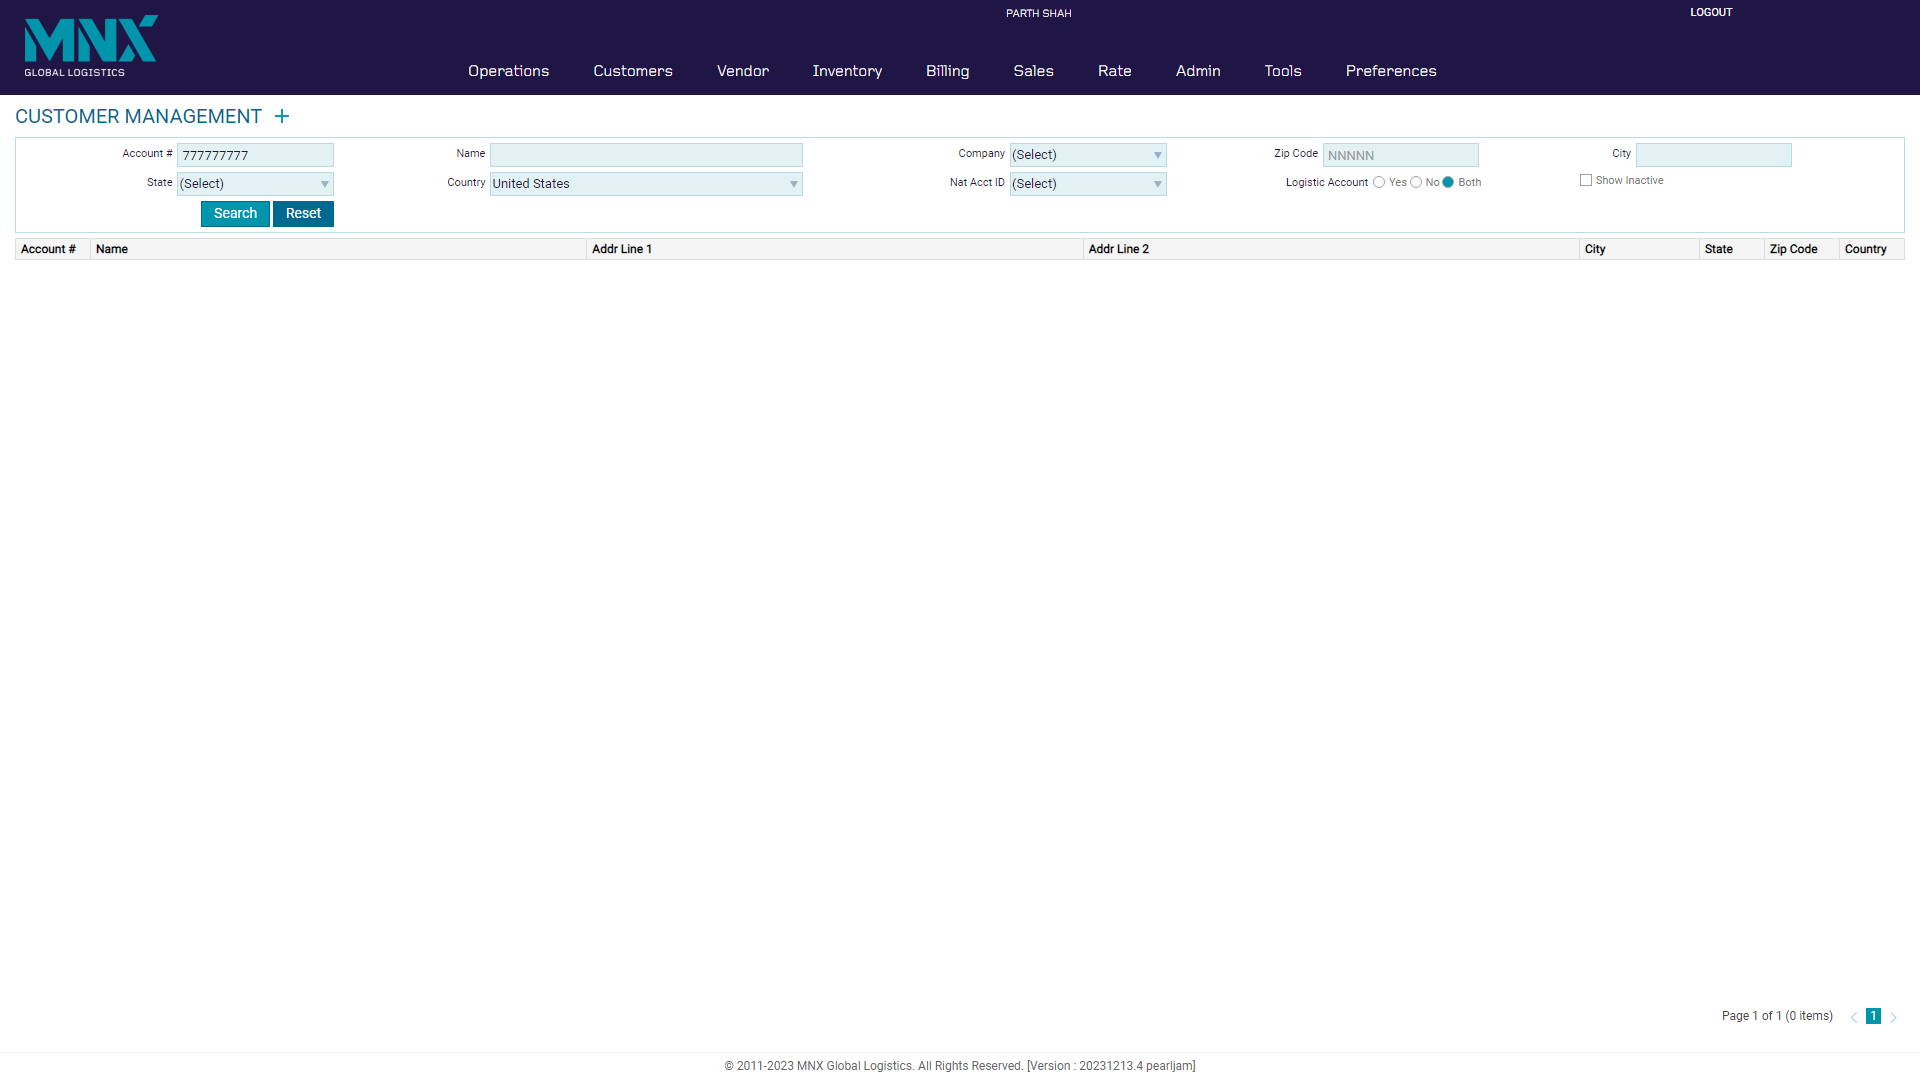 MNX
GLOBAL LOGISTICS
PARTH SHAH
LOGOUT
Operations Customers Vendor Inventory Billing Sales Rate Admin Tools Preferences
CUSTOMER MANAGEMENT +
Account # 777777777 Name Company (Select) Zip Code NNNNN City
State (Select) Country United States Nat Acct ID (Select) Logistic Account Yes No Both Show Inactive
Search Reset
Account # Name Addr Line 1 Addr Line 2 City State Zip Code Country
Page 1 of 1 (0 items) 1
© 2011-2023 MNX Global Logistics. All Rights Reserved. [Version : 20231213.4 pearljam]